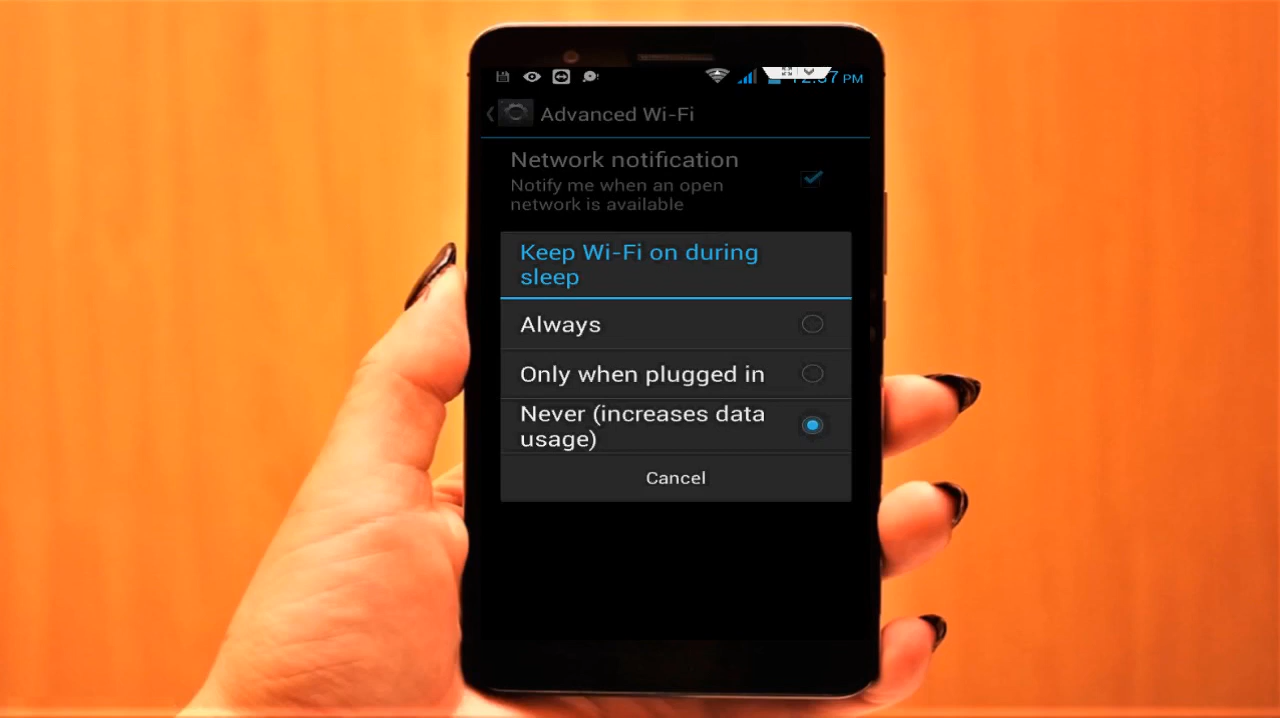 PM
Advanced Wi-Fi
Network notification
Notify me when an open
network is available
Keep Wi-Fi on during
sleep
Always
Only when plugged in
Never (increases data
usage)
Cancel